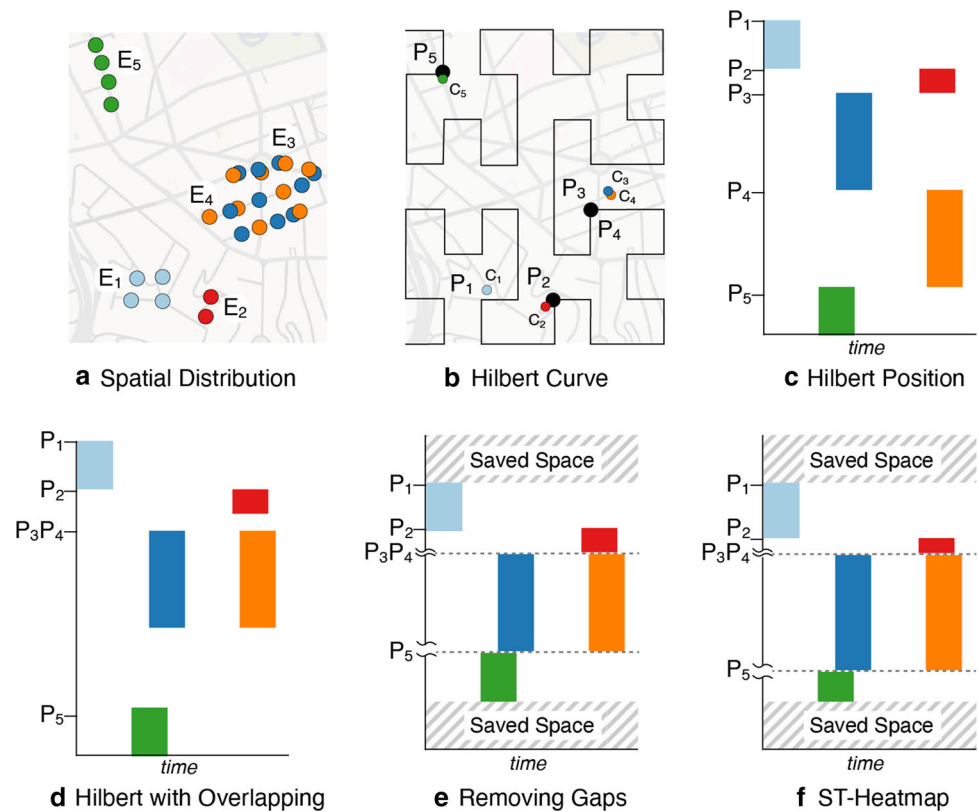 E₅
E₃
E₄
E₁
E₂
a Spatial Distribution
P₅
C₅
C₃
P₃
C₄
P₄
P₁
C₁
P₂
C₂
b Hilbert Curve
P₁
P₂
P₃
P₄
P₅
time
c Hilbert Position
P₁
P₂
P₃P₄
P₅
time
d Hilbert with Overlapping
Saved Space
P₁
P₂
P₃P₄
P₅
Saved Space
time
e Removing Gaps
Saved Space
P₁
P₂
P₃P₄
P₅
Saved Space
time
f ST-Heatmap